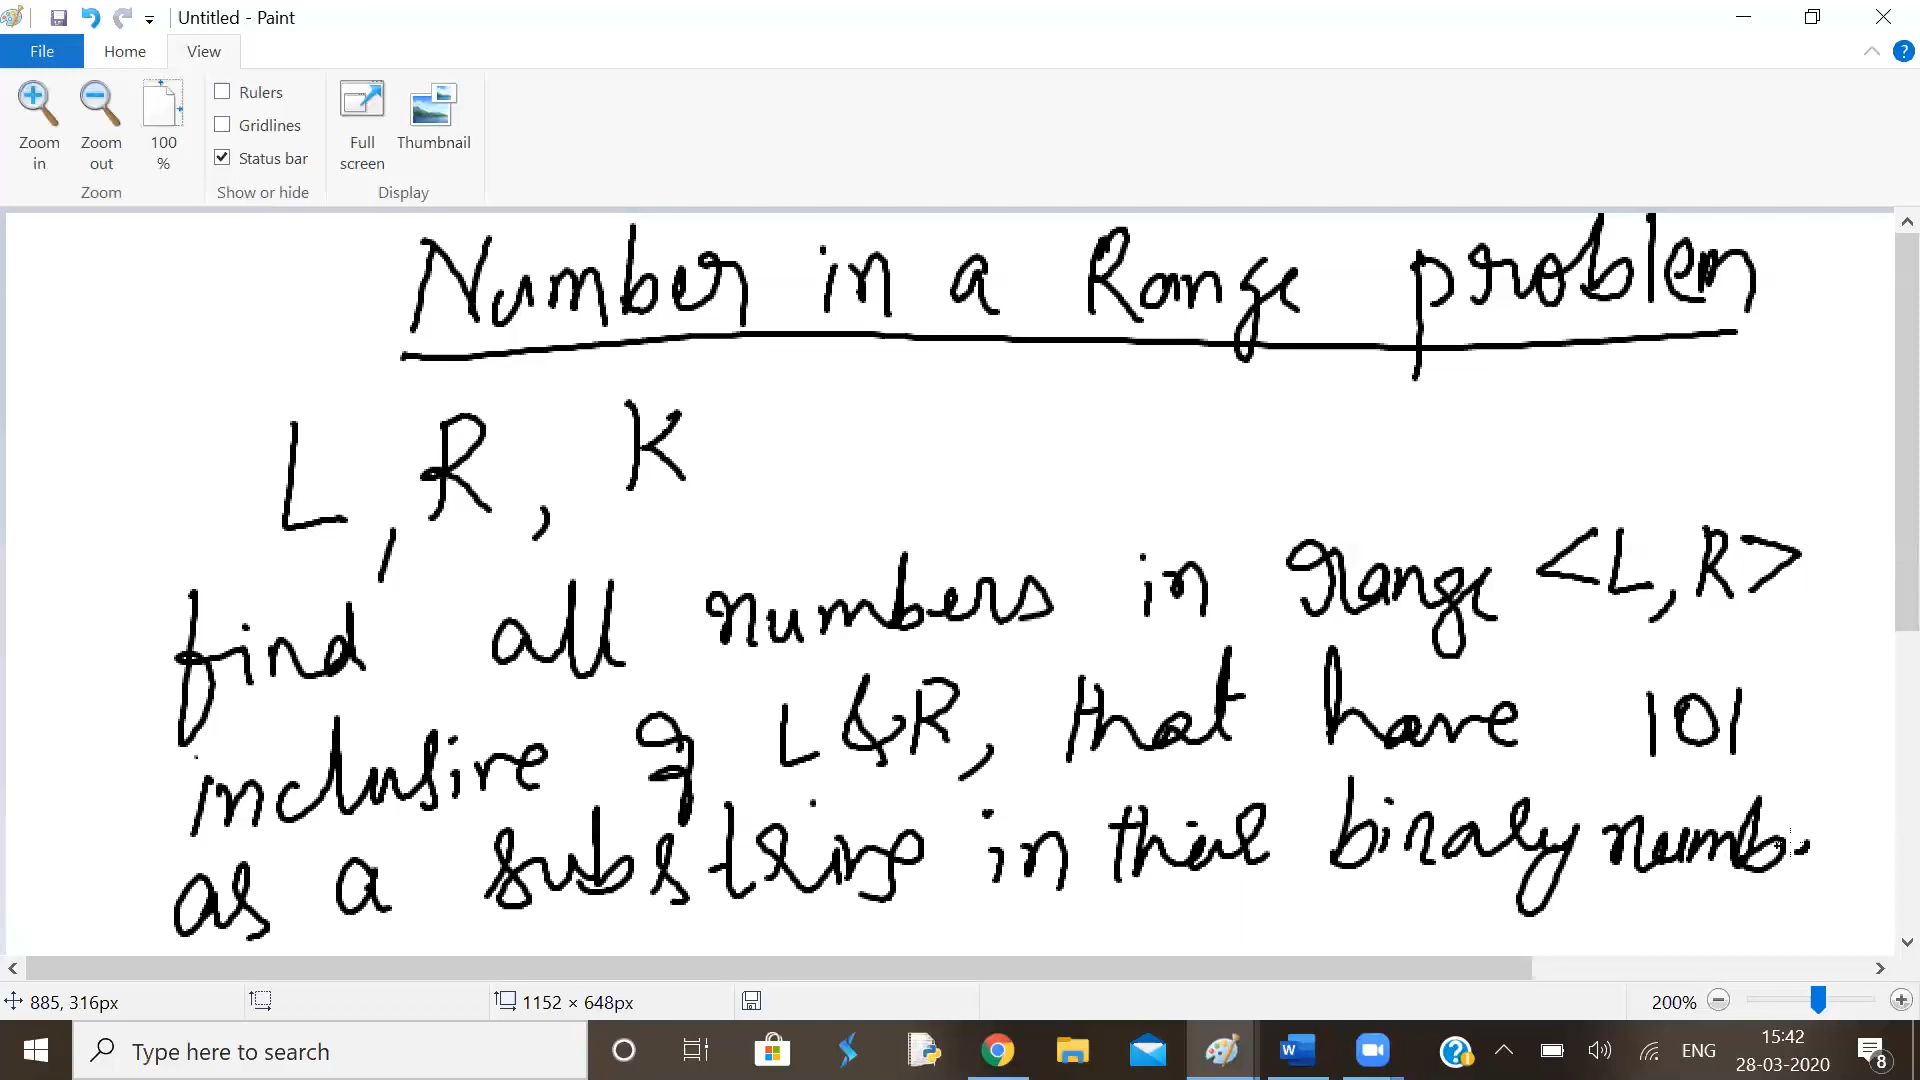 Untitled - Paint
File Home View
Zoom in
Zoom out
100 %
Rulers
Gridlines
Status bar
Full screen
Thumbnail
Zoom
Show or hide
Display
Number in a Range problem
L, R, K
find all numbers in range <L, R>
inclusive of L & R, that have 101
as a substring in their binary numb
885, 316px
1152 × 648px
200%
Type here to search
ENG
15:42
28-03-2020
8